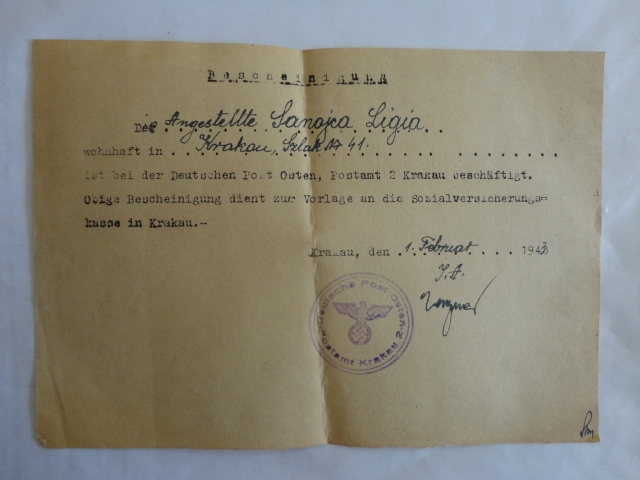 Bescheinigung
Die Angestellte Sanojca Ligia
wohnhaft in Krakau, Szlak 17 41.
ist bei der Deutschen Post Osten, Postamt 2 Krakau beschäftigt.
Obige Bescheinigung dient zur Vorlage an die Sozialversicherungs-
kasse in Krakau.-
Krakau, den 1. Februar 1943
I.A.
Deutsche Post Osten
Postamt Krakau 2